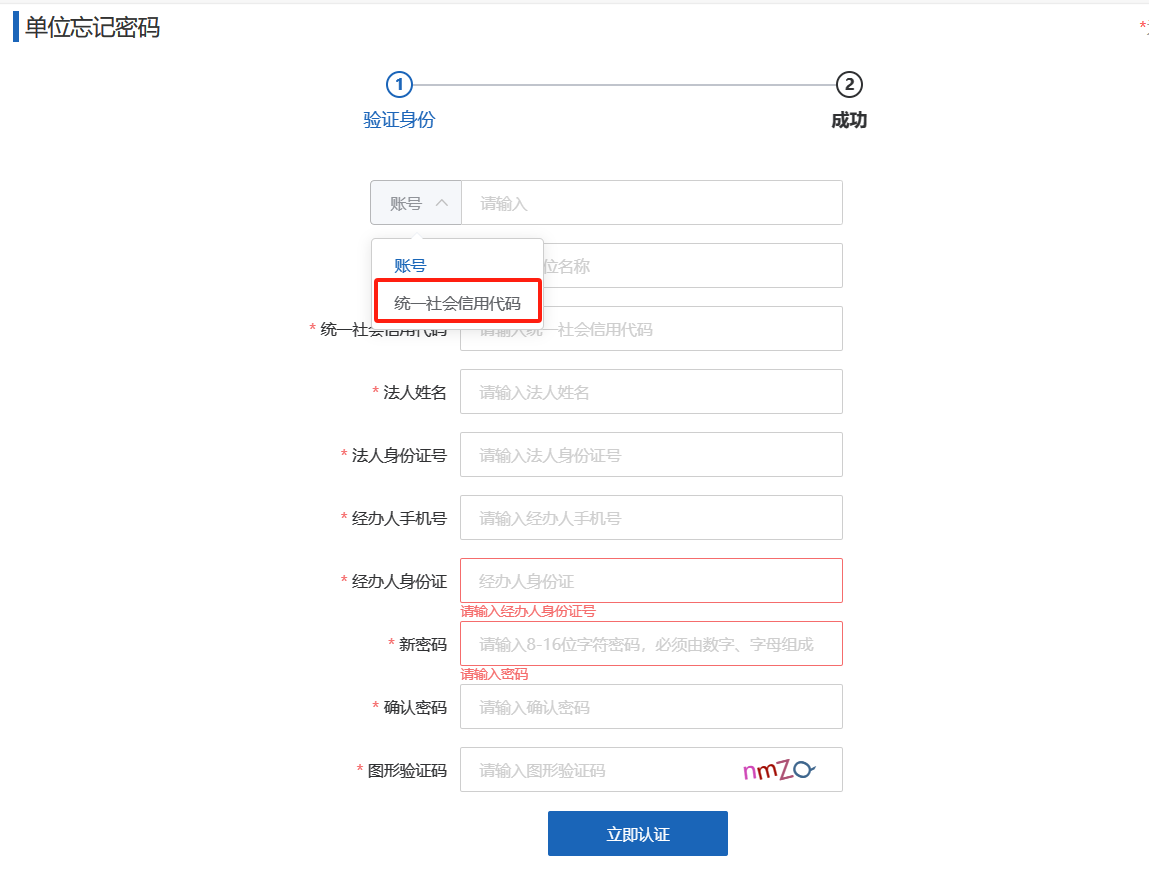 单位忘记密码
*
1
2
验证身份
成功
账号
请输入
账号
位名称
统一社会信用代码
* 统一社会信用代码
请输入统一社会信用代码
* 法人姓名
请输入法人姓名
* 法人身份证号
请输入法人身份证号
* 经办人手机号
请输入经办人手机号
* 经办人身份证
经办人身份证
请输入经办人身份证号
* 新密码
请输入8-16位字符密码，必须由数字、字母组成
请输入密码
* 确认密码
请输入确认密码
* 图形验证码
请输入图形验证码
nmZO
立即认证